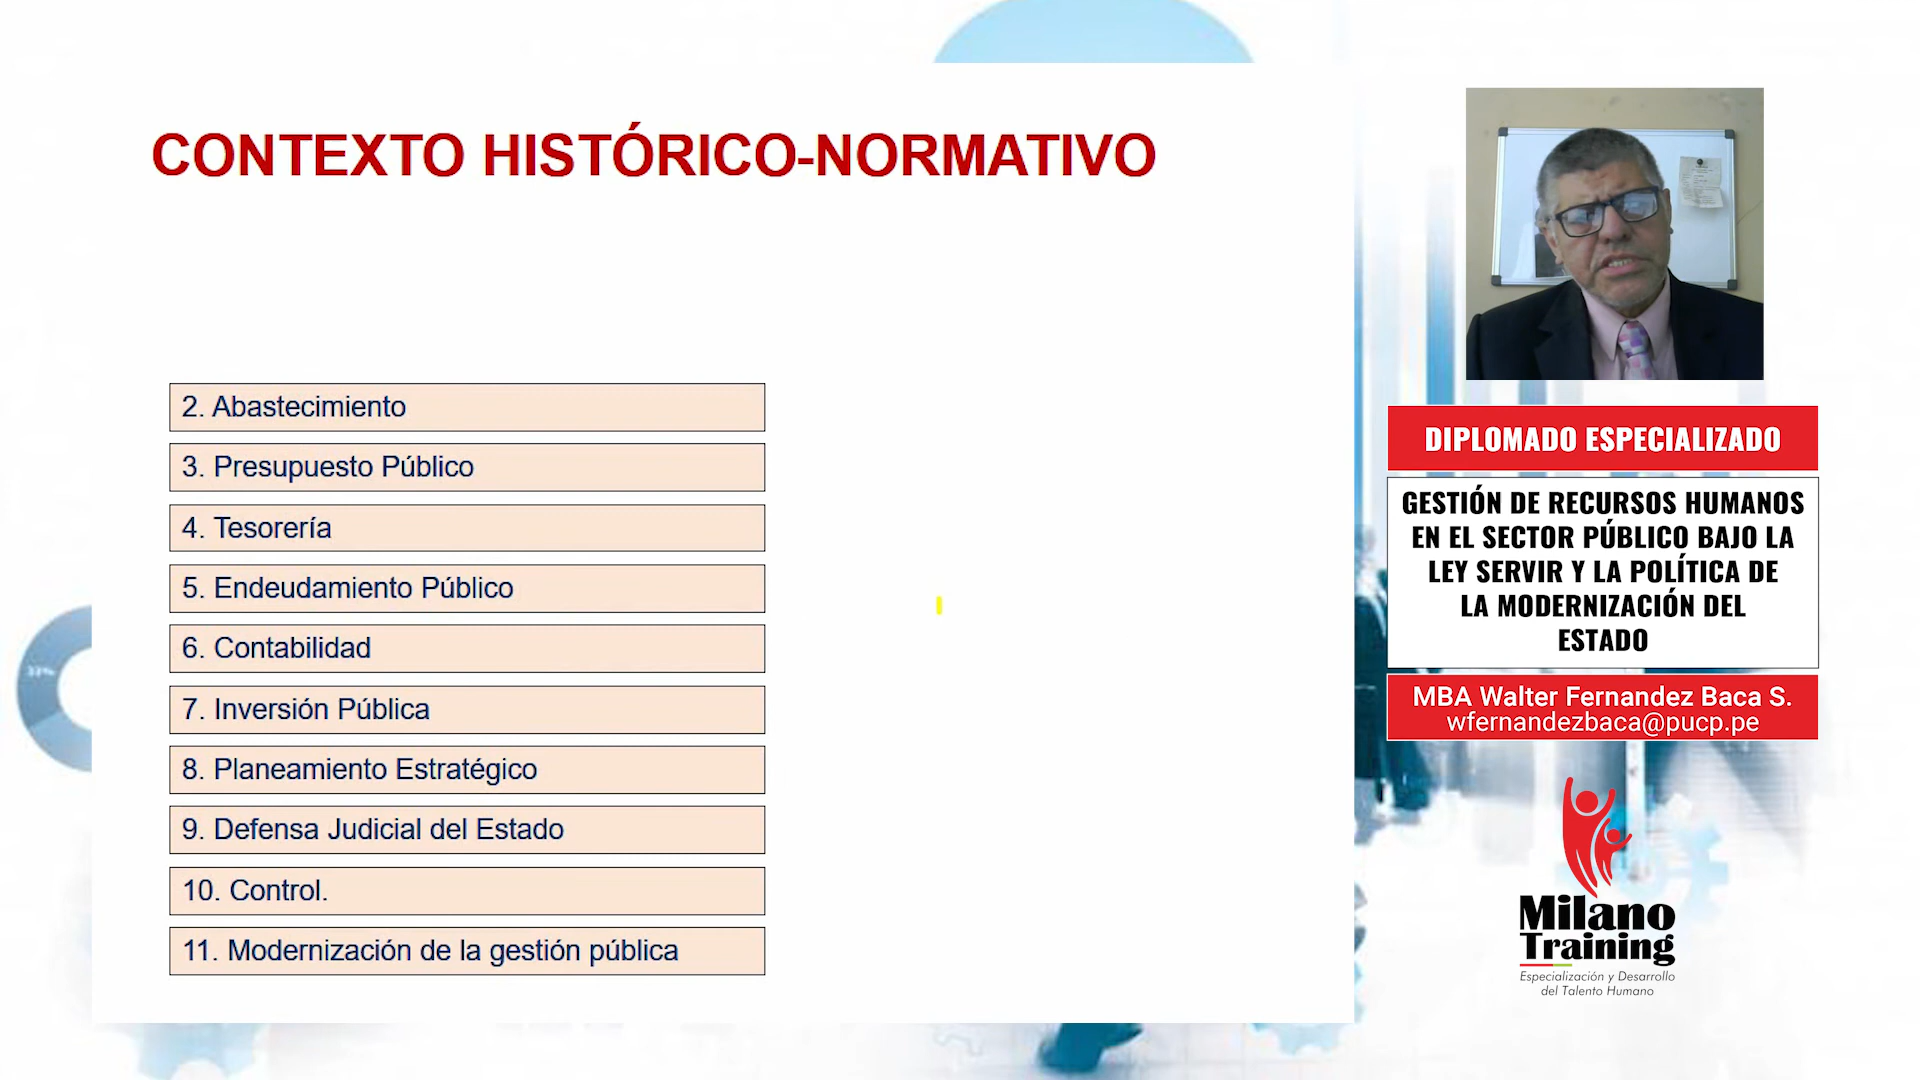 CONTEXTO HISTÓRICO-NORMATIVO
2. Abastecimiento
3. Presupuesto Público
4. Tesorería
5. Endeudamiento Público
6. Contabilidad
7. Inversión Pública
8. Planeamiento Estratégico
9. Defensa Judicial del Estado
10. Control.
11. Modernización de la gestión pública
DIPLOMADO ESPECIALIZADO
GESTIÓN DE RECURSOS HUMANOS
EN EL SECTOR PÚBLICO BAJO LA
LEY SERVIR Y LA POLÍTICA DE
LA MODERNIZACIÓN DEL
ESTADO
MBA Walter Fernandez Baca S.
wfernandezbaca@pucp.pe
Milano
Training
Especialización y Desarrollo
del Talento Humano